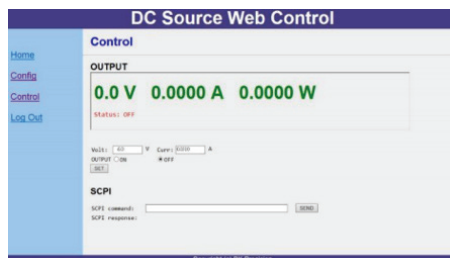 DC Source Web Control
Home
Config
Control
Log Out
Control
OUTPUT
0.0 V 0.0000 A 0.0000 W
Status: OFF
Volt: V Curr: A
OUTPUT ON OFF
SET
SCPI
SCPI command: SEND
SCPI response: